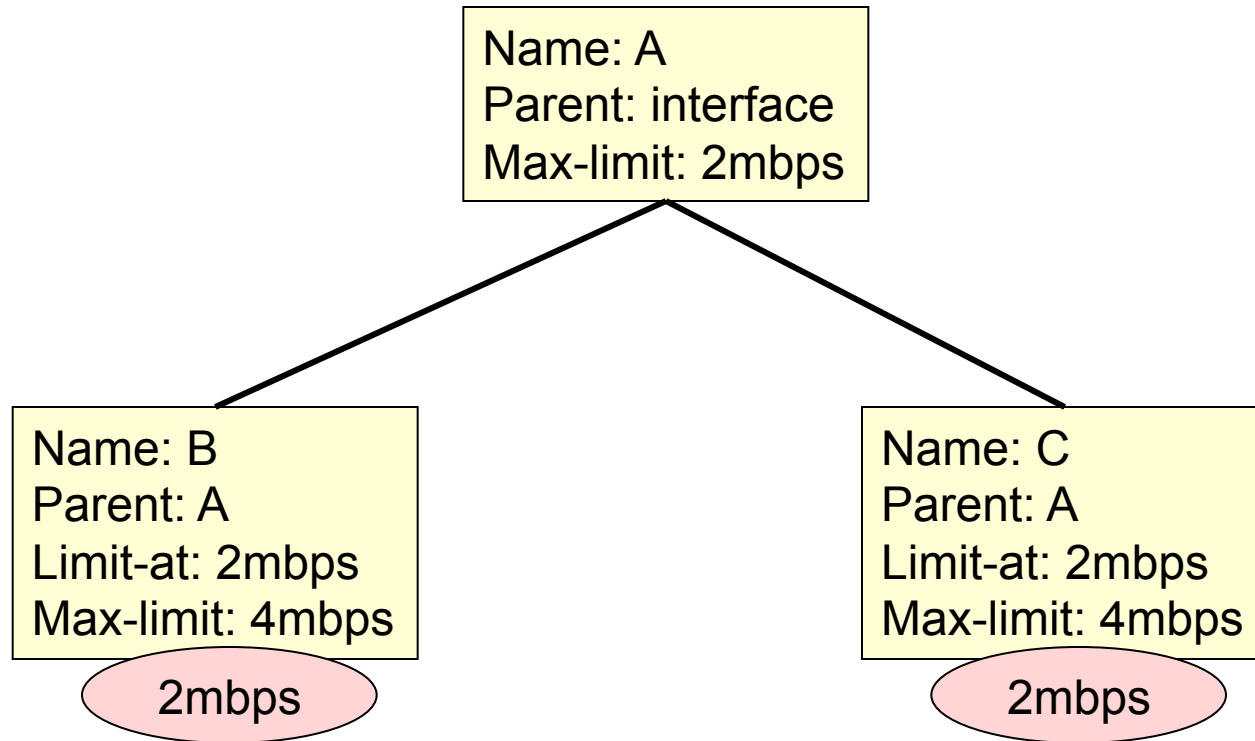 Name: A
Parent: interface
Max-limit: 2mbps
Name: B
Parent: A
Limit-at: 2mbps
Max-limit: 4mbps
2mbps
Name: C
Parent: A
Limit-at: 2mbps
Max-limit: 4mbps
2mbps